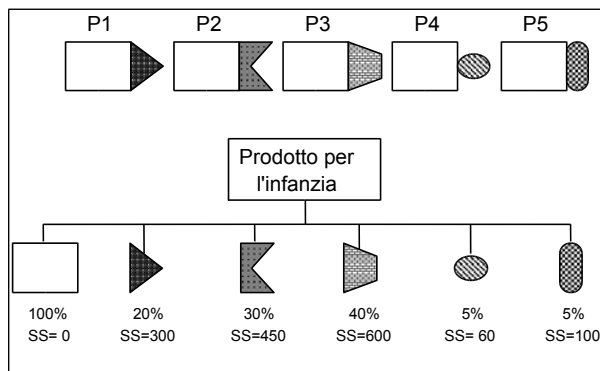 P1 P2 P3 P4 P5
Prodotto per
l'infanzia
100% 20% 30% 40% 5% 5%
SS= 0 SS=300 SS=450 SS=600 SS= 60 SS=100